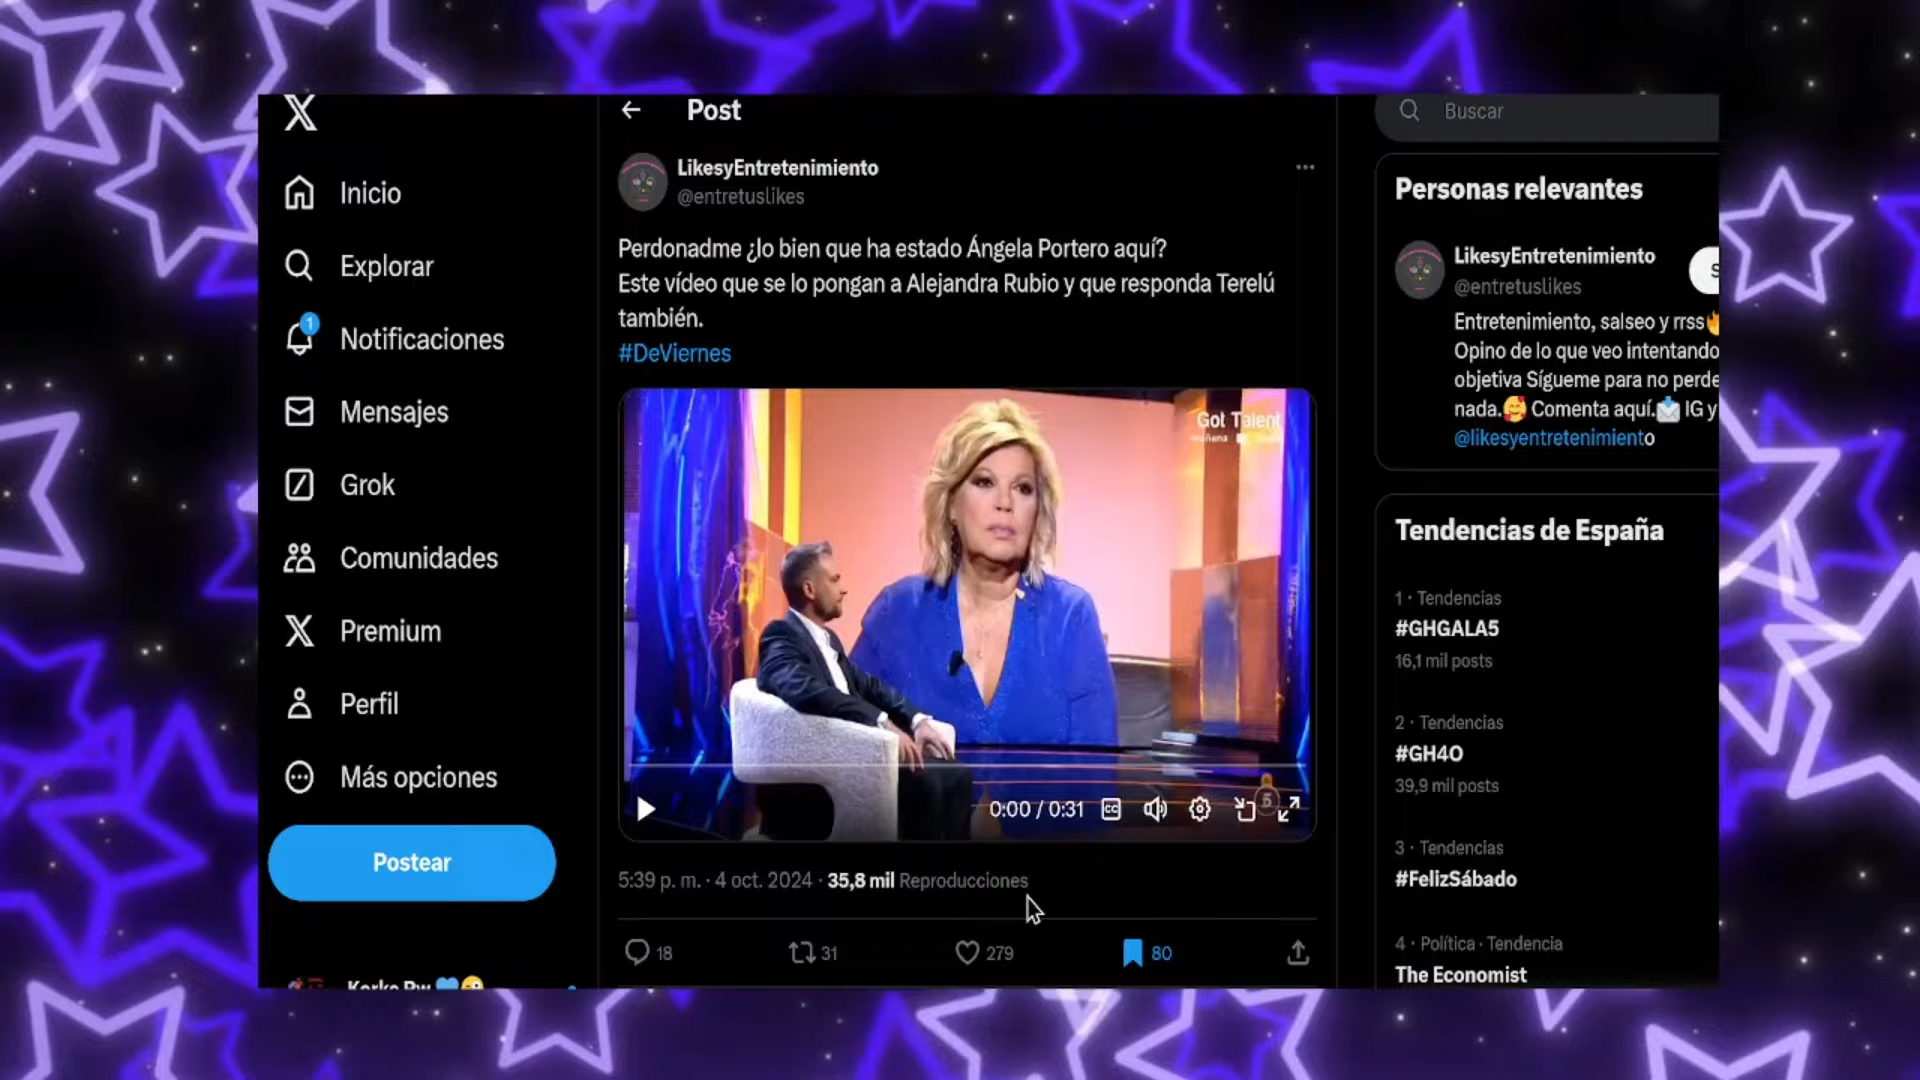 Inicio
Explorar
1
Notificaciones
Mensajes
Grok
Comunidades
Premium
Perfil
Más opciones
Postear
Post
LikesyEntretenimiento
@entretuslikes
Perdonadme ¿lo bien que ha estado Ángela Portero aquí?
Este vídeo que se lo pongan a Alejandra Rubio y que responda Terelú
también.
#DeViernes
Got Talent
0:00 / 0:31
CC
5
5:39 p. m. · 4 oct. 2024 · 35,8 mil Reproducciones
18
31
279
80
Buscar
Personas relevantes
LikesyEntretenimiento
@entretuslikes
Entretenimiento, salseo y rrss
Opino de lo que veo intentando
objetiva Sígueme para no perde
nada. Comenta aquí. IG y
@likesyentretenimiento
Tendencias de España
1 · Tendencias
#GHGALA5
16,1 mil posts
2 · Tendencias
#GH4O
39,9 mil posts
3 · Tendencias
#FelizSábado
4 · Política · Tendencia
The Economist